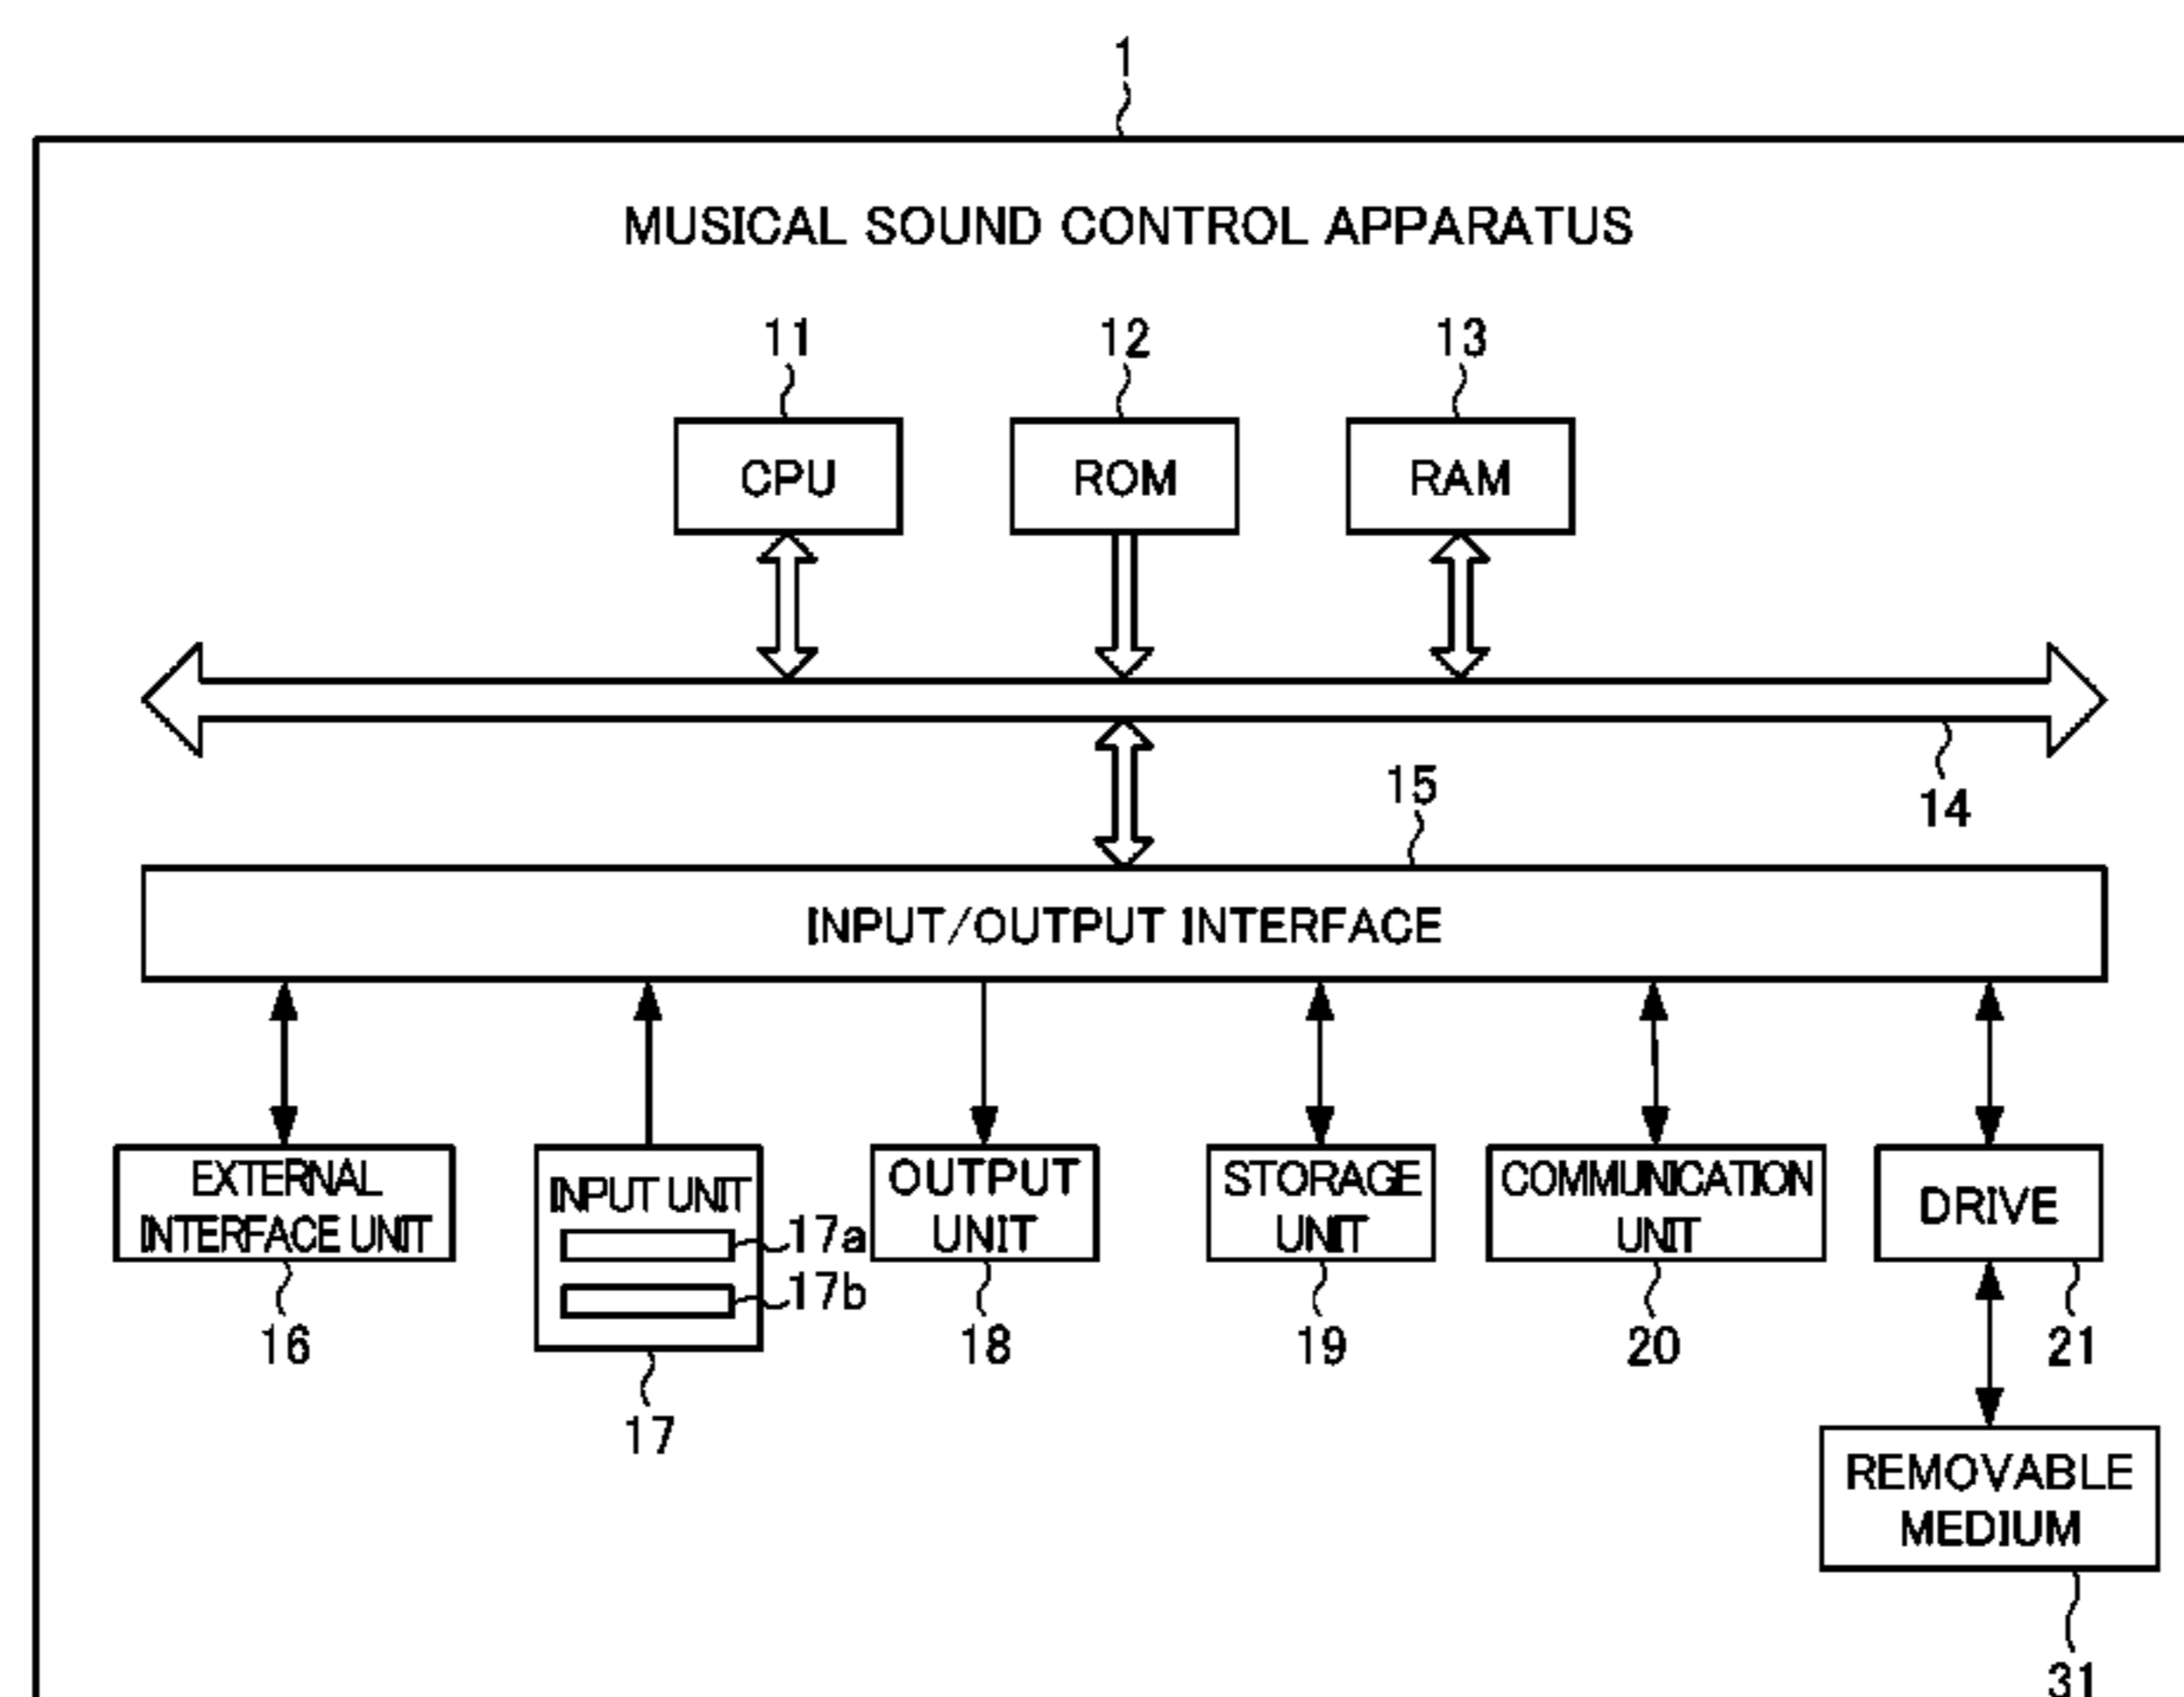 1
MUSICAL SOUND CONTROL APPARATUS
11
12
13
CPU
ROM
RAM
14
15
INPUT/OUTPUT INTERFACE
EXTERNAL
INTERFACE UNIT
INPUT UNIT
17a
17b
OUTPUT
UNIT
STORAGE
UNIT
COMMUNICATION
UNIT
DRIVE
16
17
18
19
20
21
REMOVABLE
MEDIUM
31